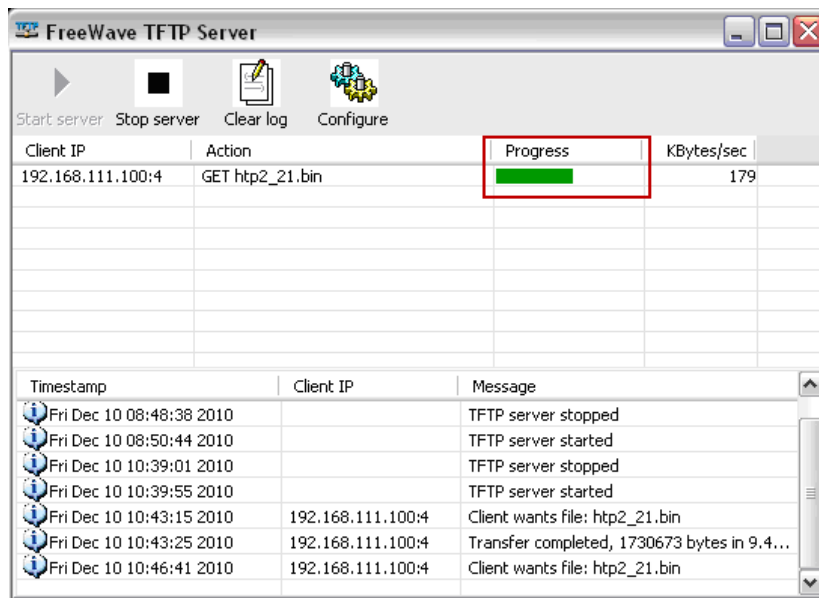 FreeWave TFTP Server
Start server Stop server Clear log Configure
Client IP Action Progress KBytes/sec
192.168.111.100:4 GET htp2_21.bin 179
Timestamp Client IP Message
Fri Dec 10 08:48:38 2010 TFTP server stopped
Fri Dec 10 08:50:44 2010 TFTP server started
Fri Dec 10 10:39:01 2010 TFTP server stopped
Fri Dec 10 10:39:55 2010 TFTP server started
Fri Dec 10 10:43:15 2010 192.168.111.100:4 Client wants file: htp2_21.bin
Fri Dec 10 10:43:25 2010 192.168.111.100:4 Transfer completed, 1730673 bytes in 9.4...
Fri Dec 10 10:46:41 2010 192.168.111.100:4 Client wants file: htp2_21.bin